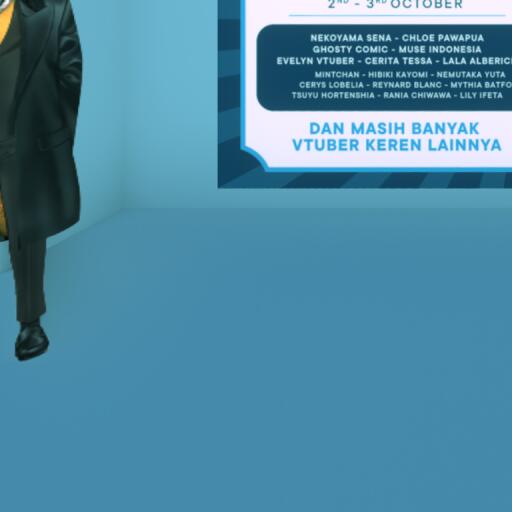 2ND - 3RD OCTOBER
NEKOYAMA SENA - CHLOE PAWAPUA
GHOSTY COMIC - MUSE INDONESIA
EVELYN VTUBER - CERITA TESSA - LALA ALBERIC
MINTCHAN - HIBIKI KAYOMI - NEMUTAKA YUTA
CERYS LOBELIA - REYNARD BLANC - MYTHIA BATFO
TSUYU HORTENSHIA - RANIA CHIWAWA - LILY IFETA
DAN MASIH BANYAK
VTUBER KEREN LAINNYA